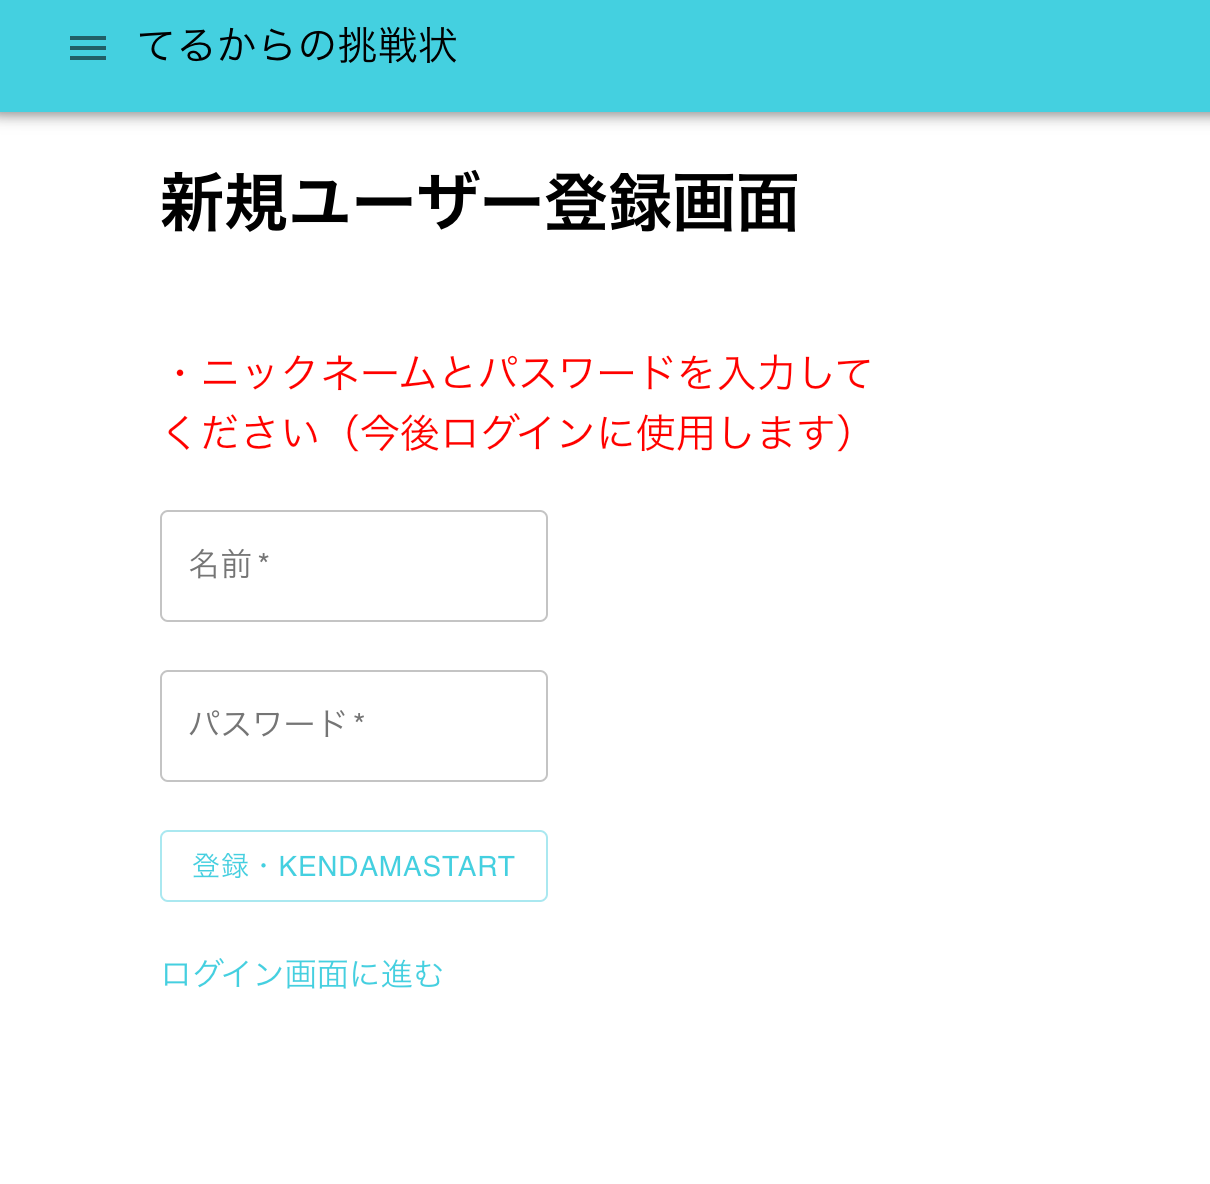 てるからの挑戦状
新規ユーザー登録画面
・ニックネームとパスワードを入力して
ください（今後ログインに使用します）
名前 *
パスワード *
登録・KENDAMASTART
ログイン画面に進む